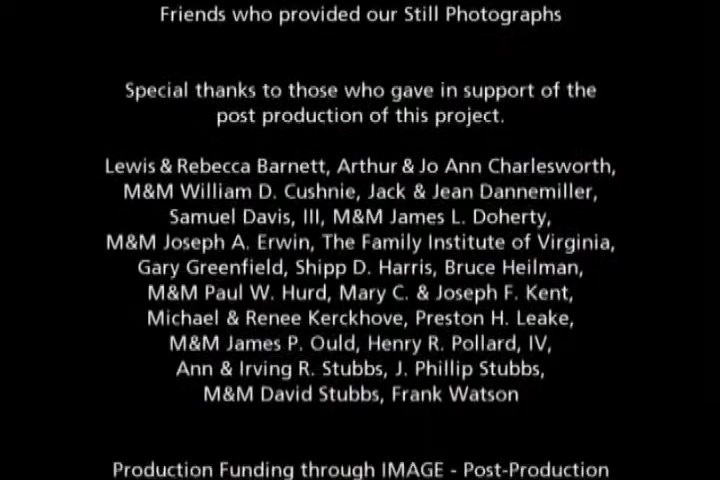 Friends who provided our Still Photographs
Special thanks to those who gave in support of the
post production of this project.
Lewis & Rebecca Barnett, Arthur & Jo Ann Charlesworth,
M&M William D. Cushnie, Jack & Jean Dannemiller,
Samuel Davis, III, M&M James L. Doherty,
M&M Joseph A. Erwin, The Family Institute of Virginia,
Gary Greenfield, Shipp D. Harris, Bruce Heilman,
M&M Paul W. Hurd, Mary C. & Joseph F. Kent,
Michael & Renee Kerckhove, Preston H. Leake,
M&M James P. Ould, Henry R. Pollard, IV,
Ann & Irving R. Stubbs, J. Phillip Stubbs,
M&M David Stubbs, Frank Watson
Production Funding through IMAGE - Post-Production